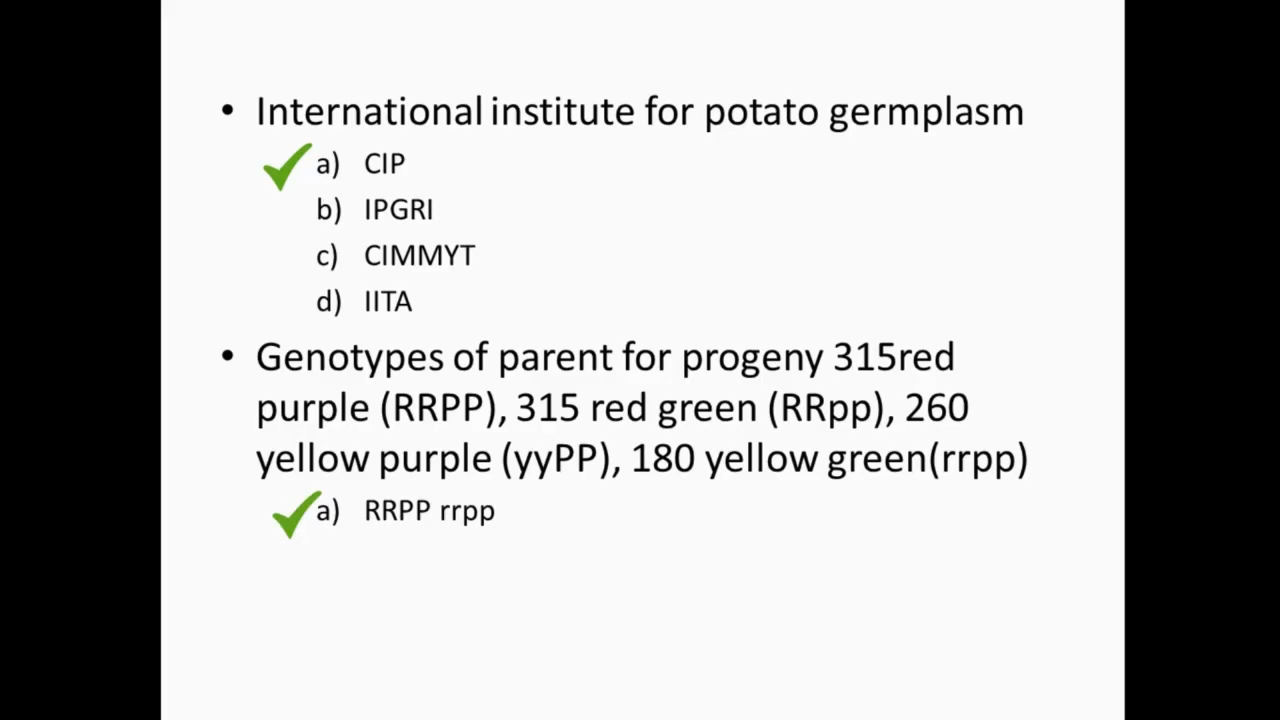 • International institute for potato germplasm
a) CIP
b) IPGRI
c) CIMMYT
d) IITA
• Genotypes of parent for progeny 315red
purple (RRPP), 315 red green (RRpp), 260
yellow purple (yyPP), 180 yellow green(rrpp)
a) RRPP rrpp